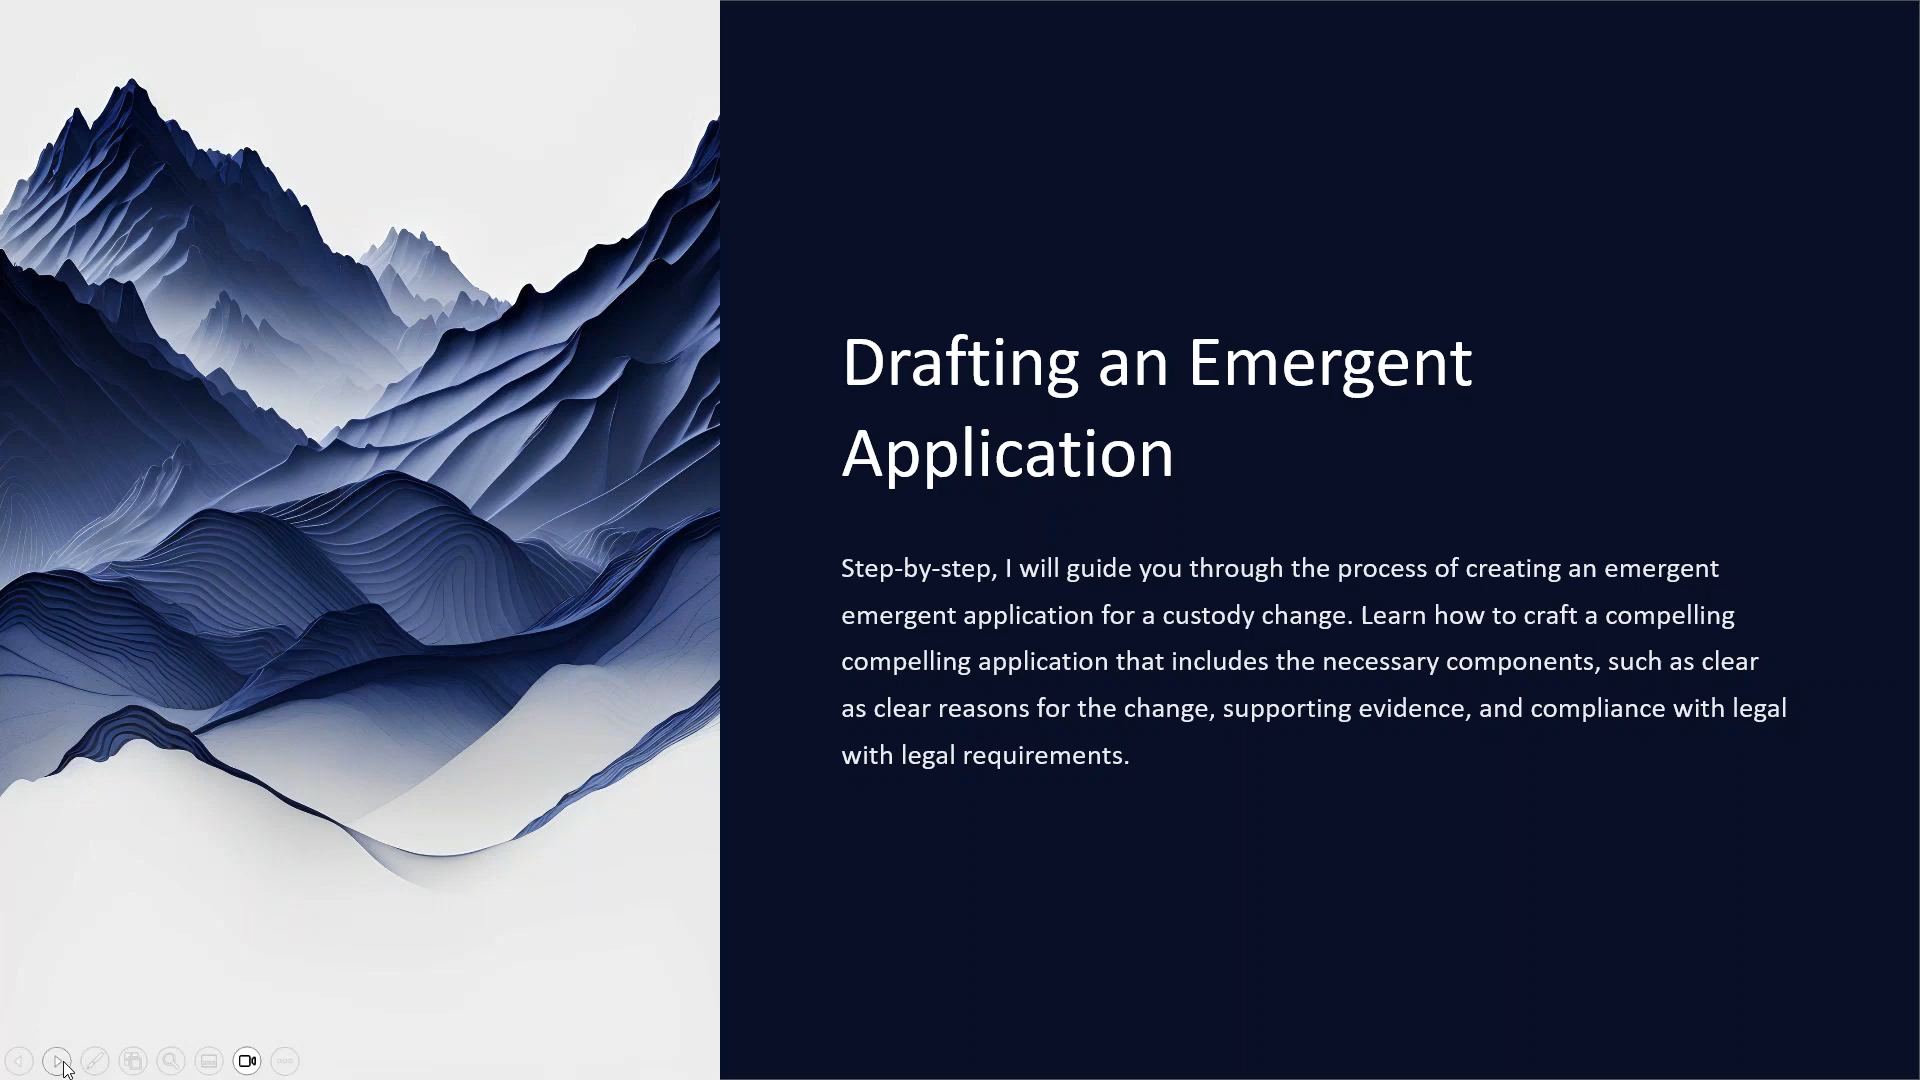 Drafting an Emergent
Application
Step-by-step, I will guide you through the process of creating an emergent
emergent application for a custody change. Learn how to craft a compelling
compelling application that includes the necessary components, such as clear
as clear reasons for the change, supporting evidence, and compliance with legal
with legal requirements.